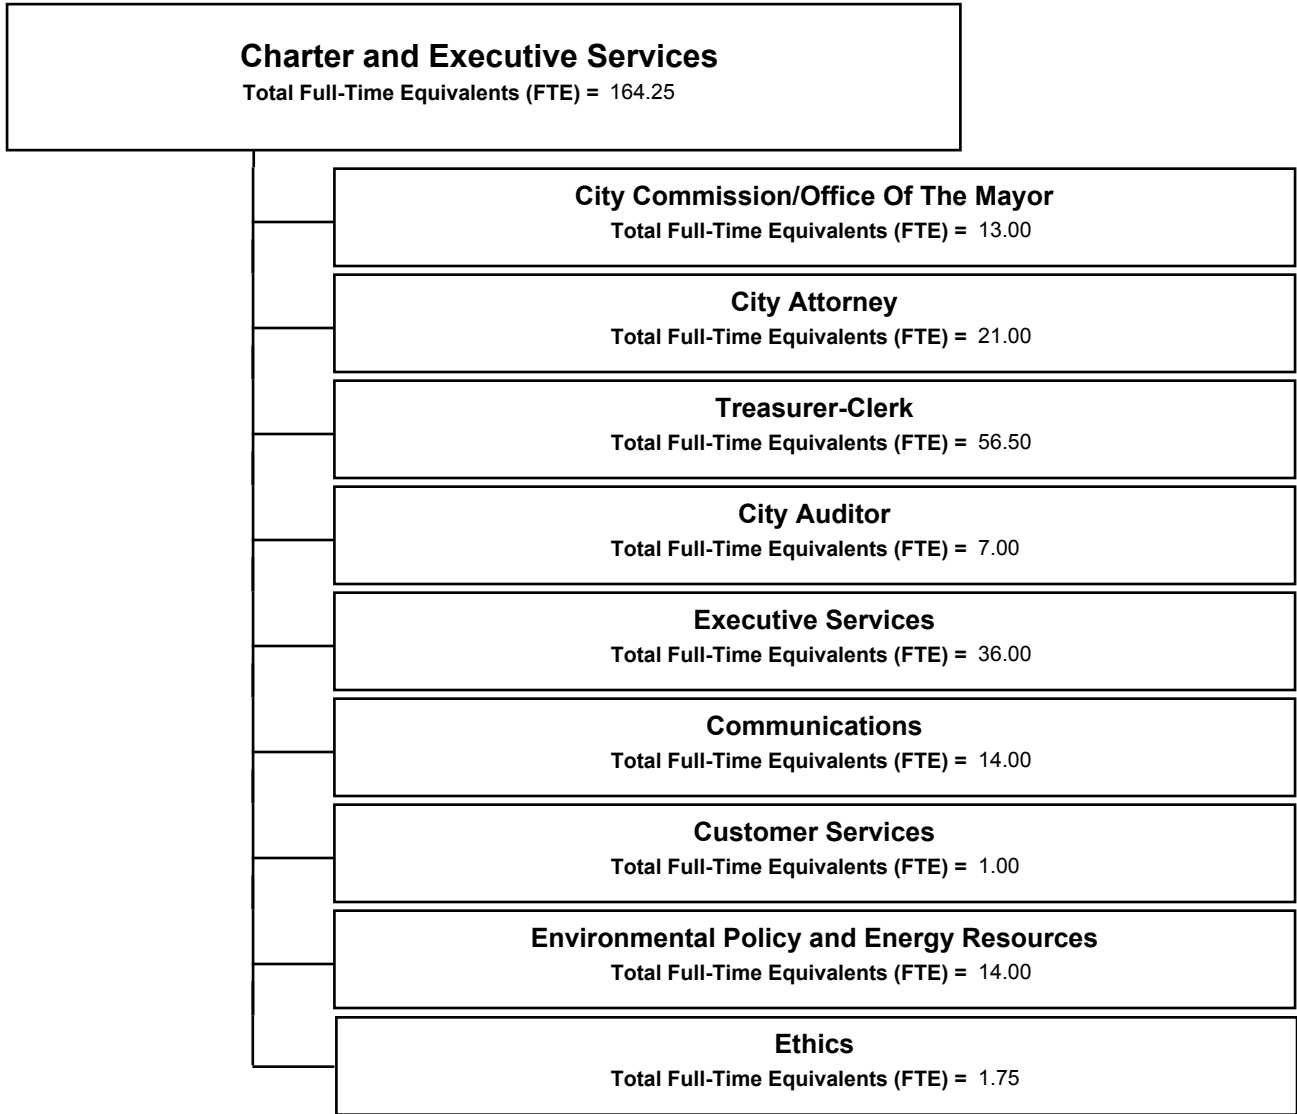 Charter and Executive Services
Total Full-Time Equivalents (FTE) = 164.25
City Commission/Office Of The Mayor
Total Full-Time Equivalents (FTE) = 13.00
City Attorney
Total Full-Time Equivalents (FTE) = 21.00
Treasurer-Clerk
Total Full-Time Equivalents (FTE) = 56.50
City Auditor
Total Full-Time Equivalents (FTE) = 7.00
Executive Services
Total Full-Time Equivalents (FTE) = 36.00
Communications
Total Full-Time Equivalents (FTE) = 14.00
Customer Services
Total Full-Time Equivalents (FTE) = 1.00
Environmental Policy and Energy Resources
Total Full-Time Equivalents (FTE) = 14.00
Ethics
Total Full-Time Equivalents (FTE) = 1.75